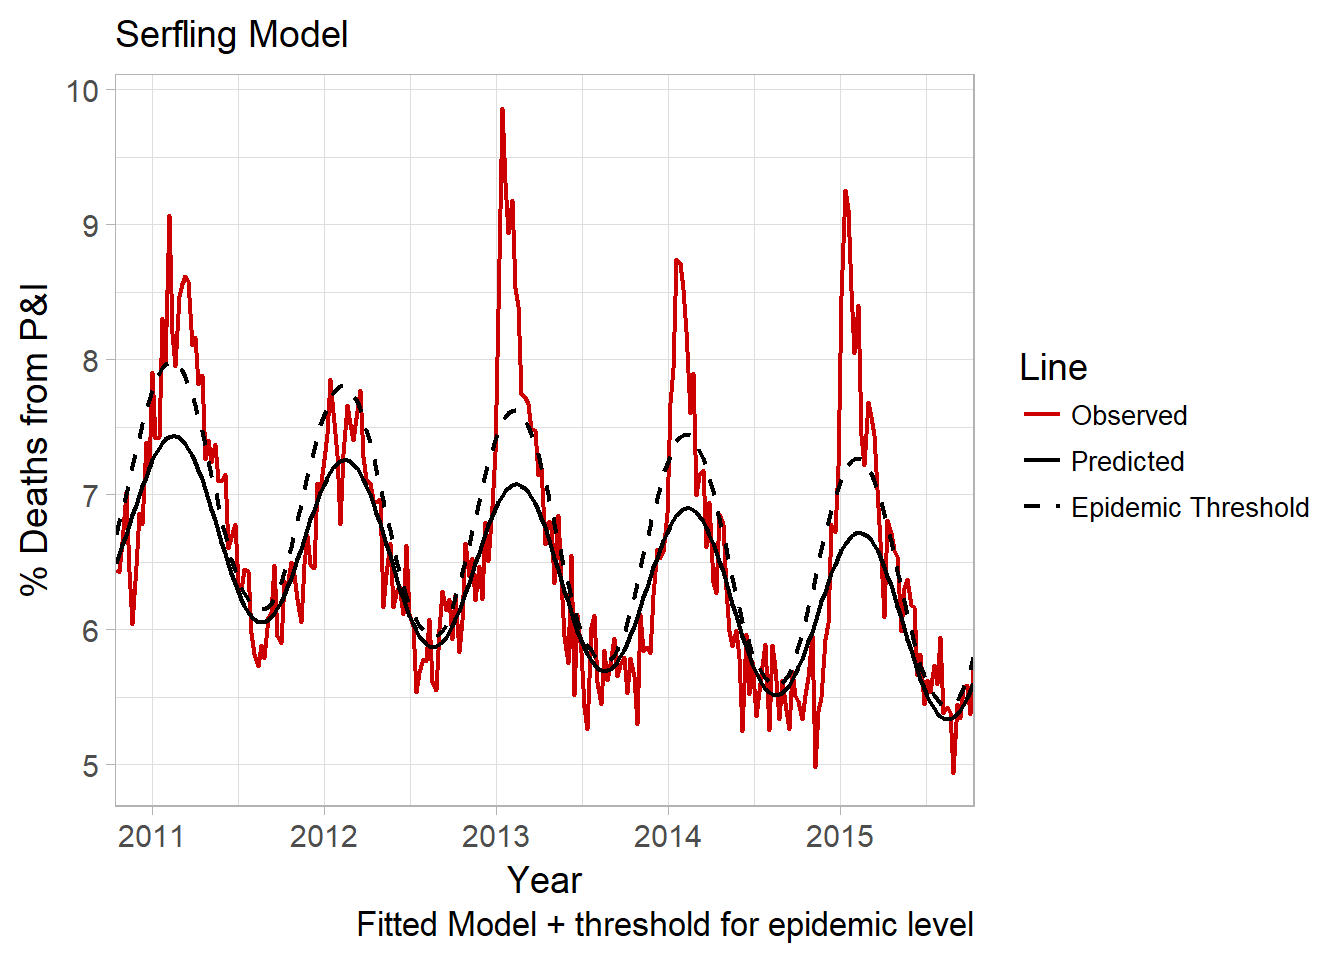 Serfling Model
% Deaths from P&I
10
9
8
7
6
5
2011 2012 2013 2014 2015
Year
Fitted Model + threshold for epidemic level
Line
Observed
Predicted
Epidemic Threshold